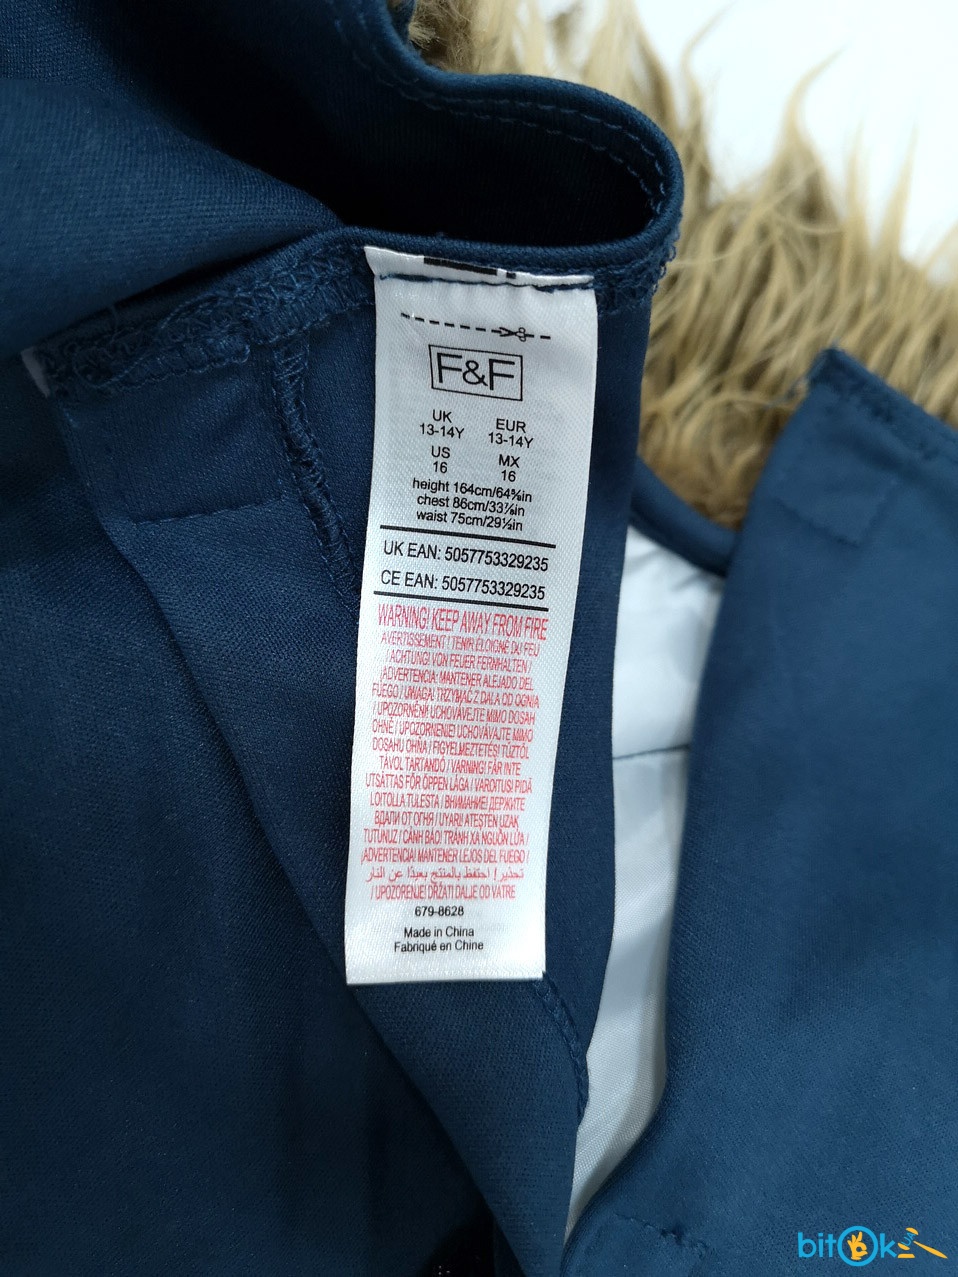 F&F
UK EUR
13-14Y 13-14Y
US MX
16 16
height 164cm/64⅝in
chest 86cm/33⅞in
waist 75cm/29½in
UK EAN: 5057753329235
CE EAN: 5057753329235
WARNING! KEEP AWAY FROM FIRE
AVERTISSEMENT ! TENIR ÉLOIGNÉ DU FEU
/ ACHTUNG! VON FEUER FERNHALTEN /
¡ADVERTENCIA: MANTENER ALEJADO DEL
FUEGO / UWAGA! TRZYMAĆ Z DALA OD OGNIA
/ UPOZORNĚNÍ! UCHOVÁVEJTE MIMO DOSAH
OHNĚ / UPOZORNENIE! UCHOVÁVAJTE MIMO
DOSAHU OHŇA / FIGYELMEZTETÉS! TŰZTŐL
TÁVOL TARTANDÓ / VARNING! FÅR INTE
UTSÄTTAS FÖR ÖPPEN LÅGA / VAROITUS! PIDÄ
LOITOLLA TULESTA / ВНИМАНИЕ! ДЕРЖИТЕ
ВДАЛИ ОТ ОГНЯ / UYARI! ATEŞTEN UZAK
TUTUNUZ / CẢNH BÁO! TRÁNH XA NGUỒN LỬA /
¡ADVERTENCIA! MANTENER LEJOS DEL FUEGO /
تحذير! احتفظ بالمنتج بعيدًا عن النار
/ UPOZORENJE! DRŽATI DALJE OD VATRE
679-8628
Made in China
Fabriqué en Chine
bitOk